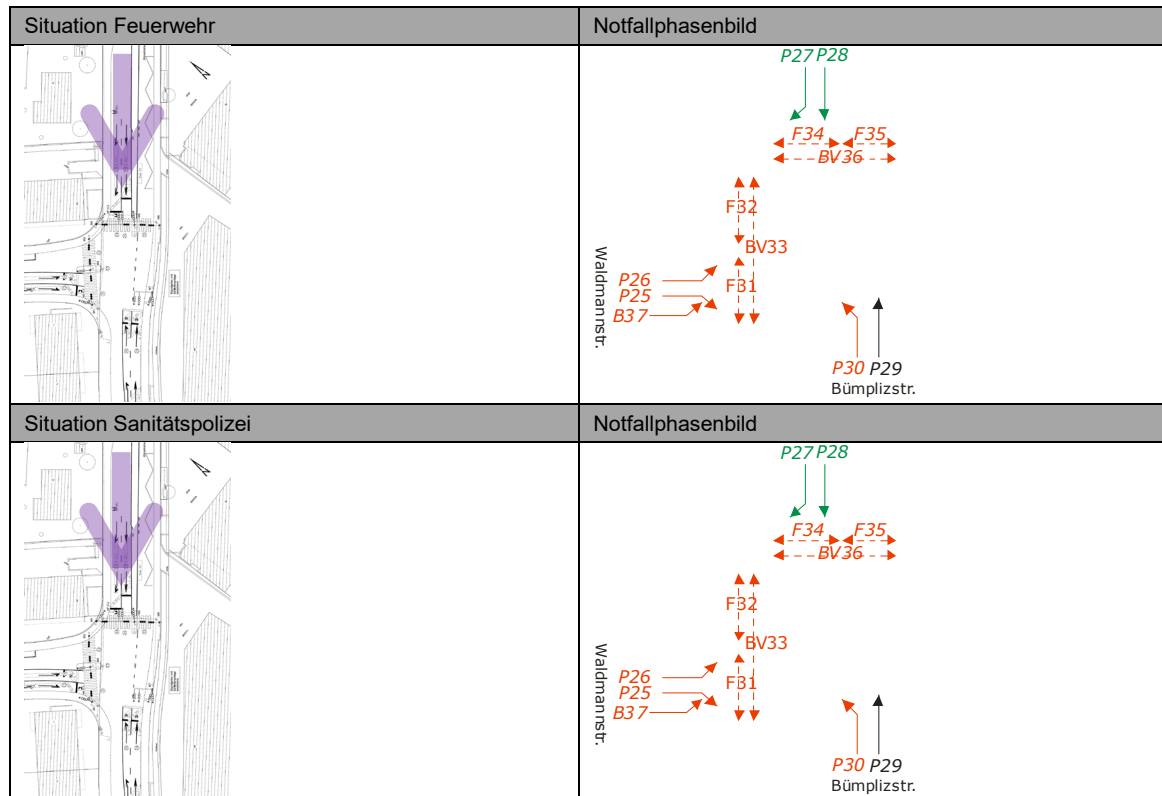 Situation Feuerwehr
Notfallphasenbild
P27 P28
F34 F35
BV36
F32
BV33
P26
F31
P25
B37
Waldmannstr.
P30 P29
Bümplizstr.
Situation Sanitätspolizei
Notfallphasenbild
P27 P28
F34 F35
BV36
F32
BV33
P26
F31
P25
B37
Waldmannstr.
P30 P29
Bümplizstr.